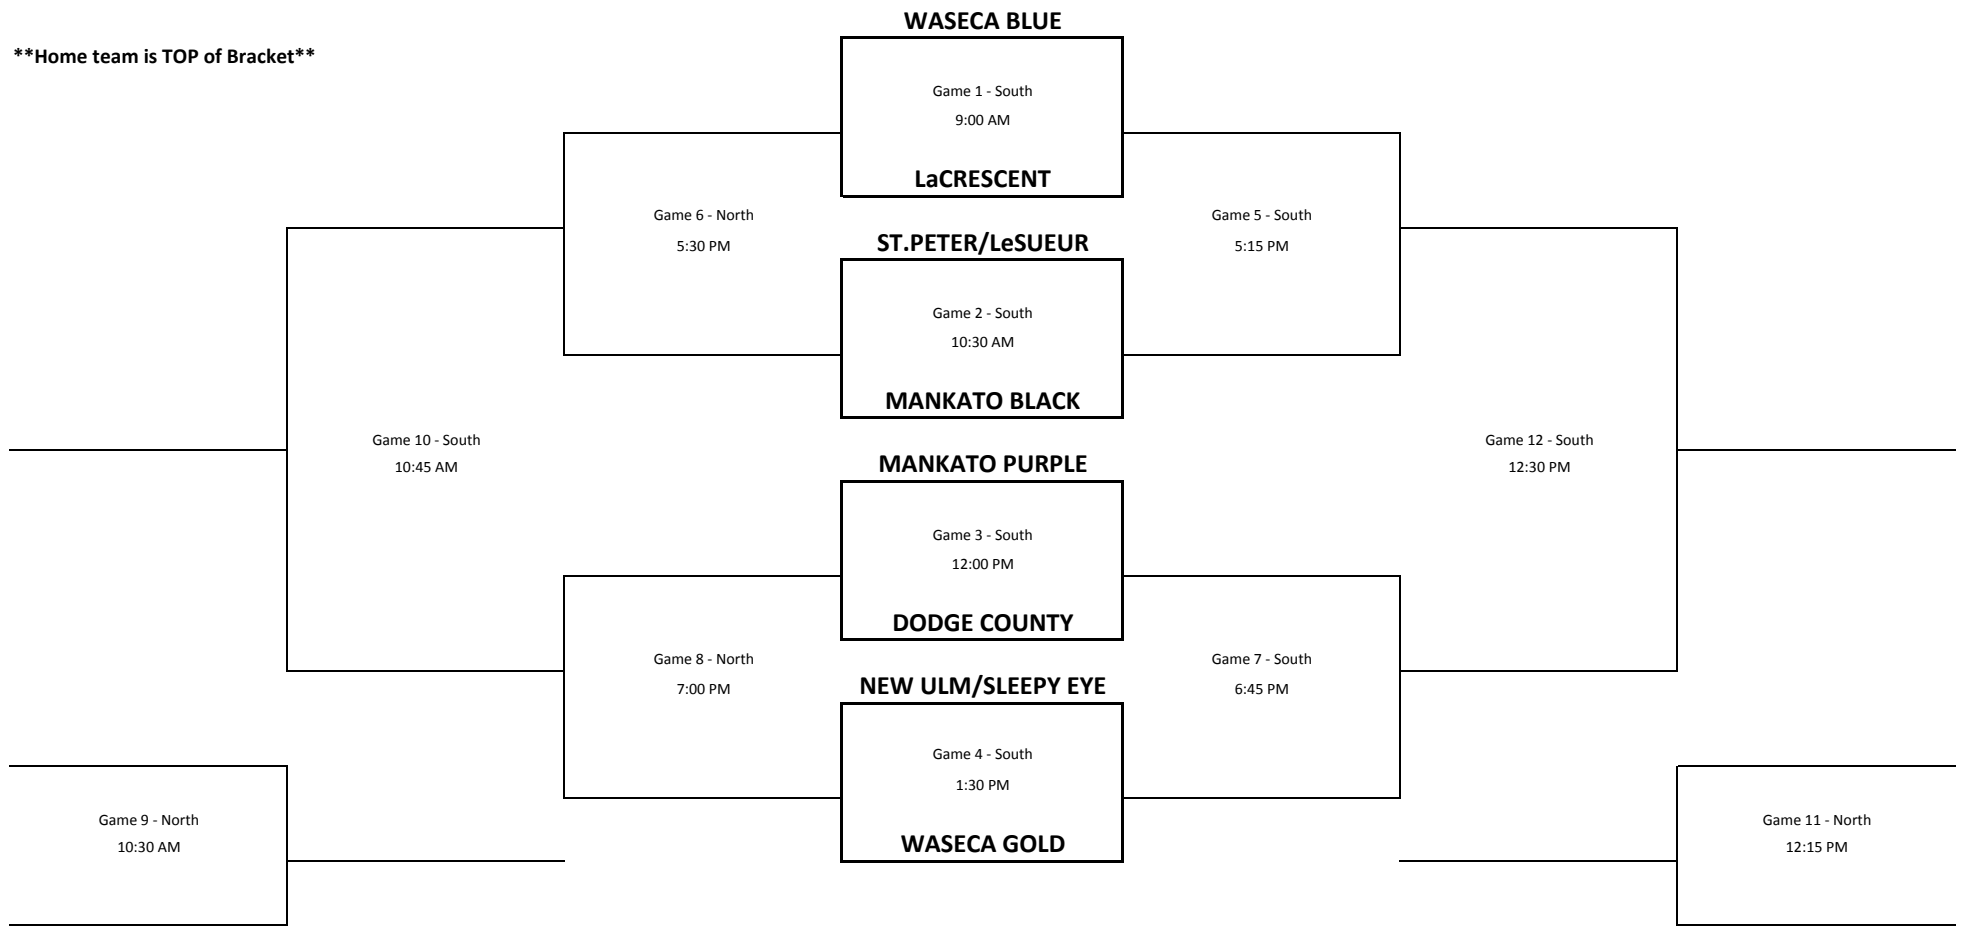 WASECA BLUE
**Home team is TOP of Bracket**
Game 1 - South
9:00 AM
LaCRESCENT
Game 6 - North
5:30 PM
Game 5 - South
5:15 PM
ST.PETER/LeSUEUR
Game 2 - South
10:30 AM
MANKATO BLACK
Game 10 - South
10:45 AM
Game 12 - South
12:30 PM
MANKATO PURPLE
Game 3 - South
12:00 PM
DODGE COUNTY
Game 8 - North
7:00 PM
Game 7 - South
6:45 PM
NEW ULM/SLEEPY EYE
Game 4 - South
1:30 PM
WASECA GOLD
Game 9 - North
10:30 AM
Game 11 - North
12:15 PM